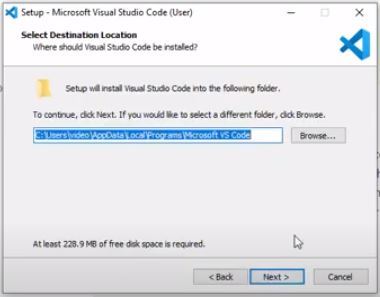 Setup - Microsoft Visual Studio Code (User)
Select Destination Location
Where should Visual Studio Code be installed?
Setup will install Visual Studio Code into the following folder.
To continue, click Next. If you would like to select a different folder, click Browse.
C:\Users\video\AppData\Local\Programs\Microsoft VS Code
Browse...
At least 228.9 MB of free disk space is required.
< Back
Next >
Cancel